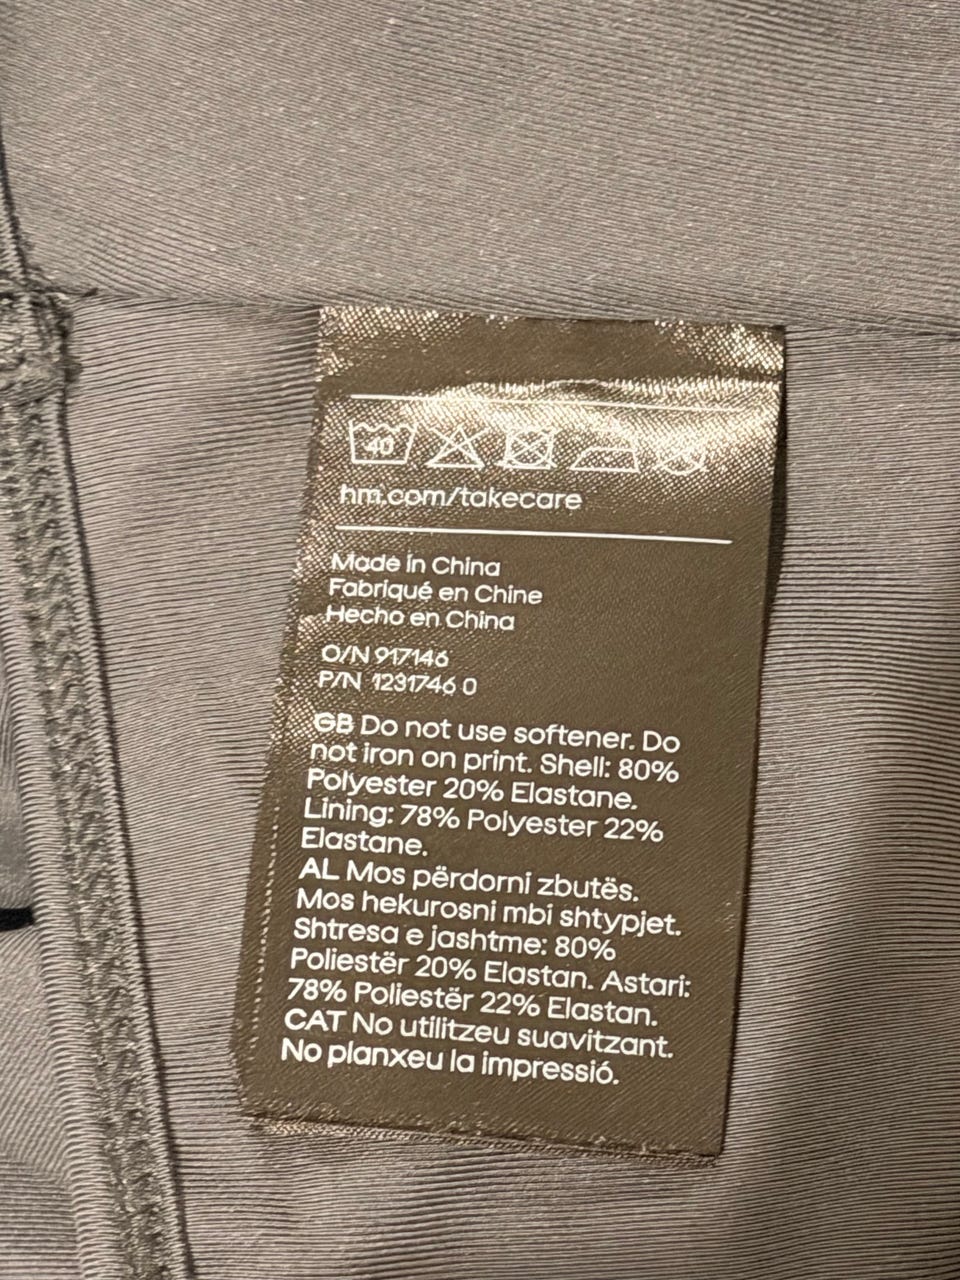 40
hm.com/takecare
Made in China
Fabriqué en Chine
Hecho en China
O/N 917146
P/N 1231746 0
GB Do not use softener. Do
not iron on print. Shell: 80%
Polyester 20% Elastane.
Lining: 78% Polyester 22%
Elastane.
AL Mos përdorni zbutës.
Mos hekurosni mbi shtypjet.
Shtresa e jashtme: 80%
Poliestër 20% Elastan. Astari:
78% Poliestër 22% Elastan.
CAT No utilitzeu suavitzant.
No planxeu la impressió.